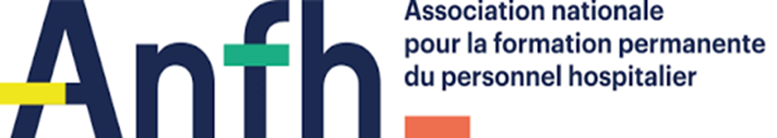 Anfh
Association nationale
pour la formation permanente
du personnel hospitalier